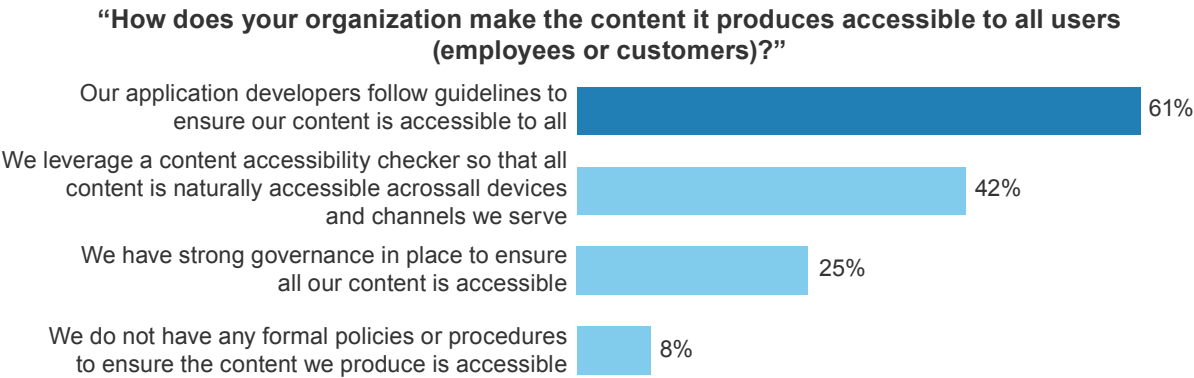 “How does your organization make the content it produces accessible to all users
(employees or customers)?”
Our application developers follow guidelines to
ensure our content is accessible to all
61%
We leverage a content accessibility checker so that all
content is naturally accessible acrossall devices
and channels we serve
42%
We have strong governance in place to ensure
all our content is accessible
25%
We do not have any formal policies or procedures
to ensure the content we produce is accessible
8%